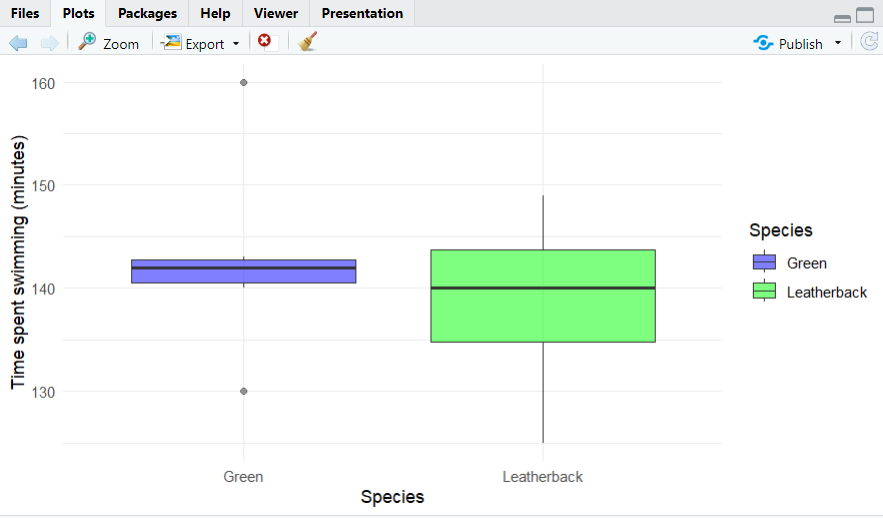 Files Plots Packages Help Viewer Presentation
Zoom Export Publish
160
150
140
130
Time spent swimming (minutes)
Green Leatherback
Species
Species
Green
Leatherback